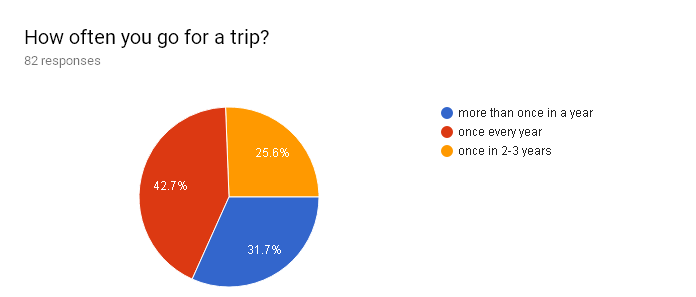 How often you go for a trip?
82 responses
more than once in a year
once every year
once in 2-3 years
25.6%
42.7%
31.7%